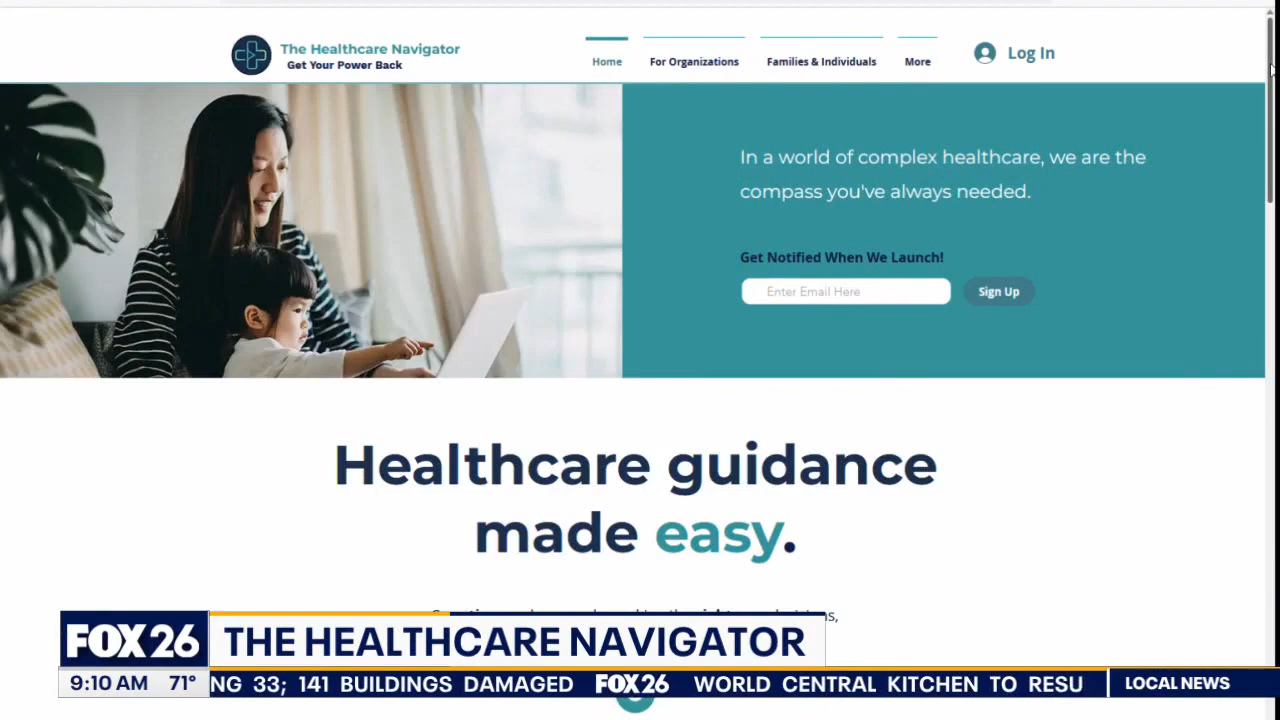 The Healthcare Navigator
Get Your Power Back
Home
For Organizations
Families & Individuals
More
Log In
In a world of complex healthcare, we are the
compass you've always needed.
Get Notified When We Launch!
Enter Email Here
Sign Up
Healthcare guidance
made easy.
FOX 26
THE HEALTHCARE NAVIGATOR
9:10 AM 71°
NG 33; 141 BUILDINGS DAMAGED FOX26 WORLD CENTRAL KITCHEN TO RESU
LOCAL NEWS